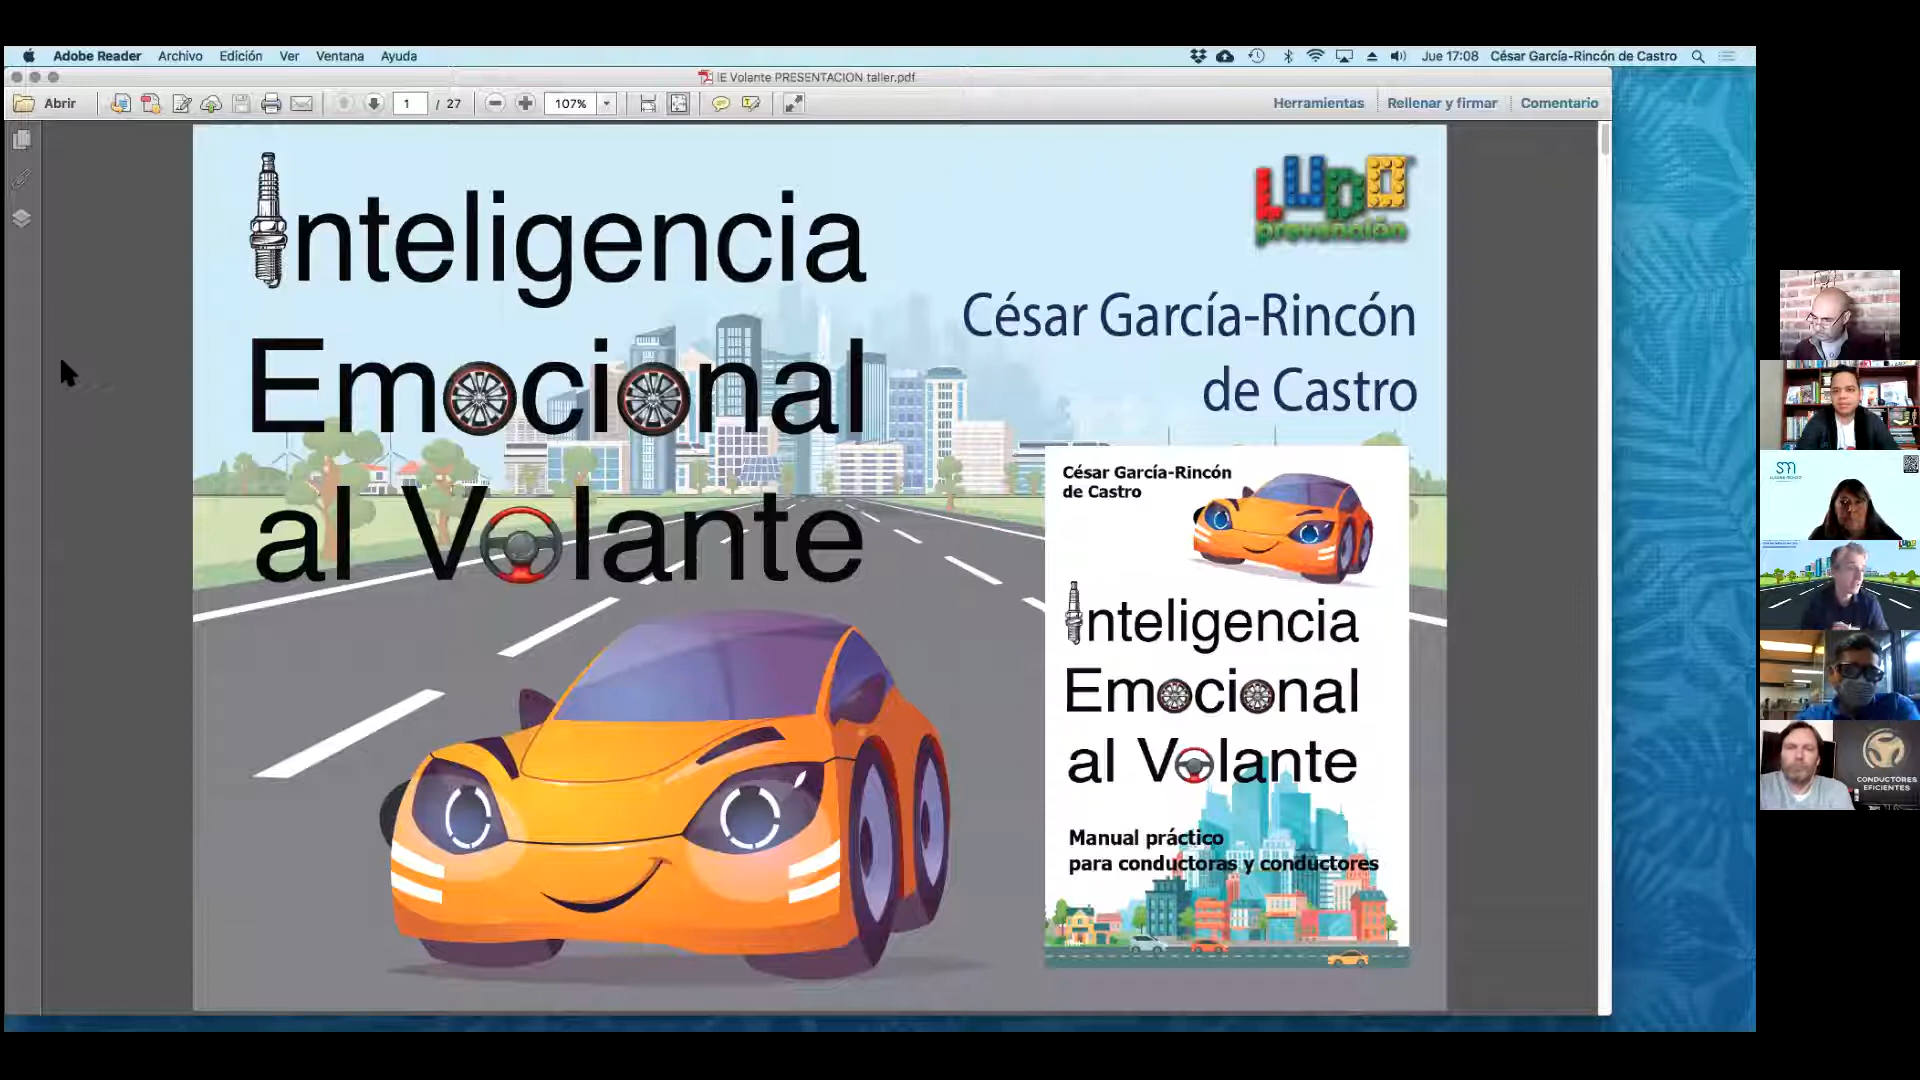 Adobe Reader Archivo Edición Ver Ventana Ayuda Jue 17:08 César García-Rincón de Castro
IE Volante PRESENTACION taller.pdf
Abrir 1 / 27 107% Herramientas Rellenar y firmar Comentario
Inteligencia
Emocional
al Volante
LUDO
prevención
César García-Rincón
de Castro
César García-Rincón
de Castro
Inteligencia
Emocional
al Volante
Manual práctico
para conductoras y conductores
SM
LUDO
CONDUCTORES
EFICIENTES